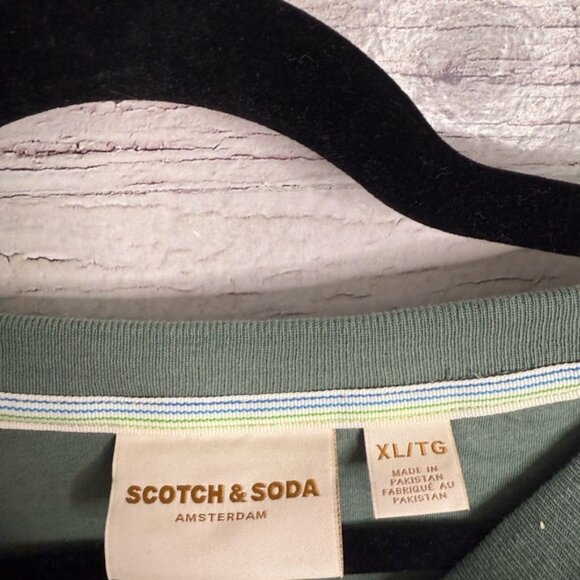 SCOTCH & SODA
AMSTERDAM
XL/TG
MADE IN
PAKISTAN
FABRIQUÉ AU
PAKISTAN